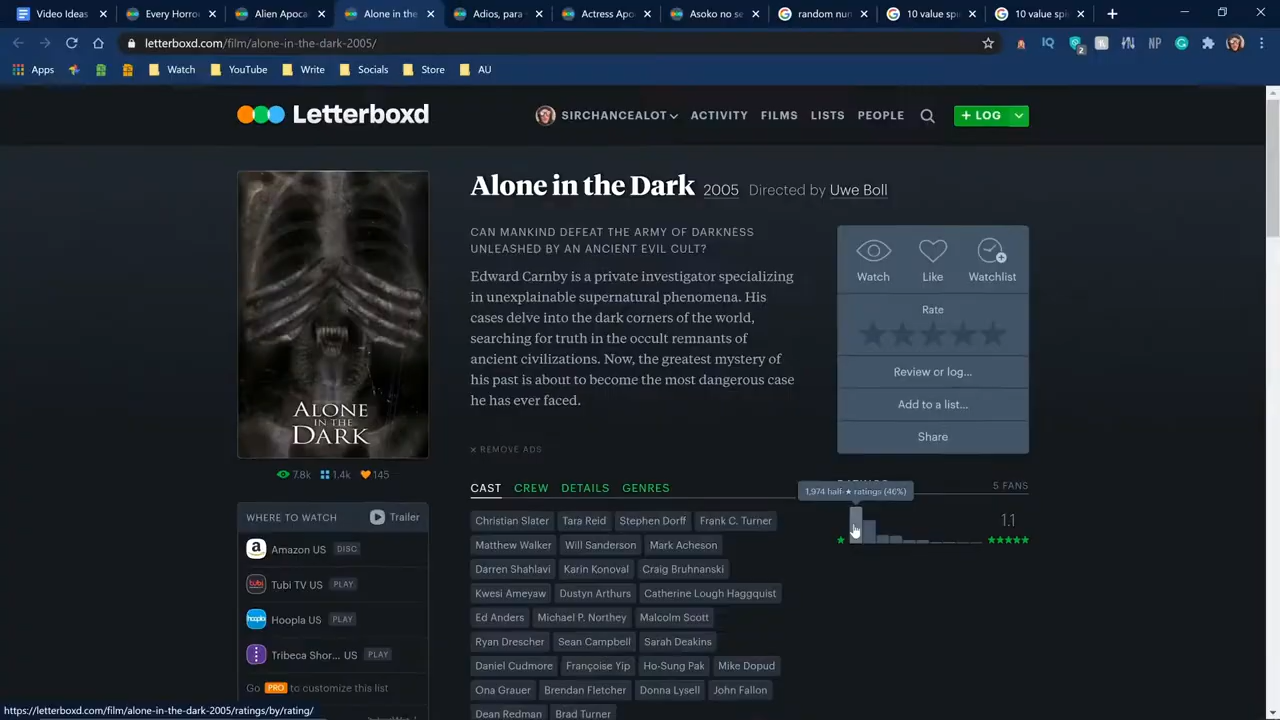 Video Ideas
Every Horror
Alien Apoca
Alone in the
Adios, para
Actress Apo
Asoko no se
random nun
10 value spi
10 value spi
letterboxd.com/film/alone-in-the-dark-2005/
IQ
2
NP
Apps
Watch
YouTube
Write
Socials
Store
AU
Letterboxd
SIRCHANCEALOT
ACTIVITY
FILMS
LISTS
PEOPLE
+ LOG
Alone in the Dark 2005 Directed by Uwe Boll
CAN MANKIND DEFEAT THE ARMY OF DARKNESS
UNLEASHED BY AN ANCIENT EVIL CULT?
Edward Carnby is a private investigator specializing
in unexplainable supernatural phenomena. His
cases delve into the dark corners of the world,
searching for truth in the occult remnants of
ancient civilizations. Now, the greatest mystery of
his past is about to become the most dangerous case
he has ever faced.
× REMOVE ADS
ALONE
IN THE
DARK
7.8k 1.4k 145
Watch Like Watchlist
Rate
Review or log...
Add to a list...
Share
WHERE TO WATCH Trailer
Amazon US DISC
Tubi TV US PLAY
Hoopla US PLAY
Tribeca Shor... US PLAY
Go PRO to customize this list
CAST CREW DETAILS GENRES
Christian Slater Tara Reid Stephen Dorff Frank C. Turner
Matthew Walker Will Sanderson Mark Acheson
Darren Shahlavi Karin Konoval Craig Bruhnanski
Kwesi Ameyaw Dustyn Arthurs Catherine Lough Haggquist
Ed Anders Michael P. Northey Malcolm Scott
Ryan Drescher Sean Campbell Sarah Deakins
Daniel Cudmore Françoise Yip Ho-Sung Pak Mike Dopud
Ona Grauer Brendan Fletcher Donna Lysell John Fallon
Dean Redman Brad Turner
5 FANS
1,974 half-★ ratings (46%)
1.1
https://letterboxd.com/film/alone-in-the-dark-2005/ratings/by/rating/